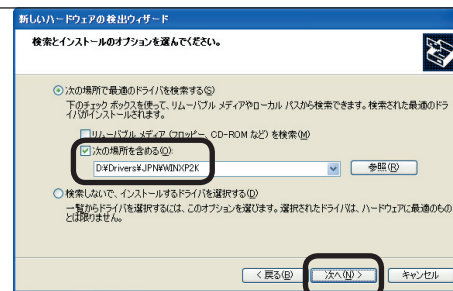 新しいハードウェアの検出ウィザード
検索とインストールのオプションを選んでください。
次の場所で最適のドライバを検索する(S)
下のチェック ボックスを使って、リムーバブル メディアやローカル パスから検索できます。検索された最適のドラ
イバがインストールされます。
リムーバブル メディア (フロッピー、CD-ROM など) を検索(M)
次の場所を含める(O):
D:¥Drivers¥JPN¥WINXP2K
参照(R)
検索しないで、インストールするドライバを選択する(D)
一覧からドライバを選択するには、このオプションを選びます。選択されたドライバは、ハードウェアに最適のもの
とは限りません。
< 戻る(B)
次へ(N) >
キャンセル